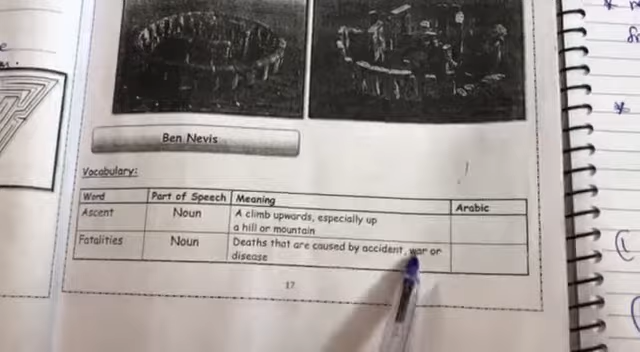 Ben Nevis
Vocabulary:
Word Part of Speech Meaning Arabic
Ascent Noun A climb upwards, especially up
a hill or mountain
Fatalities Noun Deaths that are caused by accident, war or
disease
17